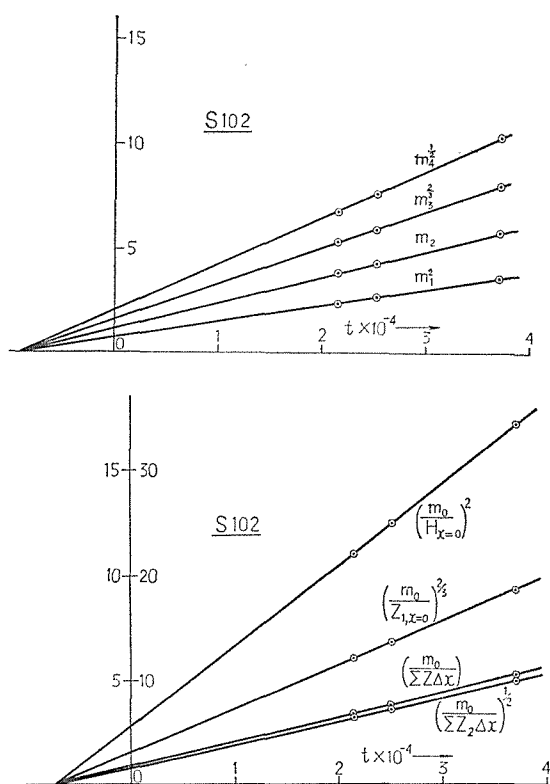 15
S102
10
m₄^½
m₃^⅔
m₂
5
m₁²
t×10⁻⁴
0 1 2 3 4
15 30
(m₀/H_{x=0})²
S102
10 20
(m₀/Z_{1,x=0})^{2/3}
(m₀/ΣZΔx)
5 10
(m₀/ΣZ₂Δx)^{1/2}
t×10⁻⁴
0 1 2 3 4